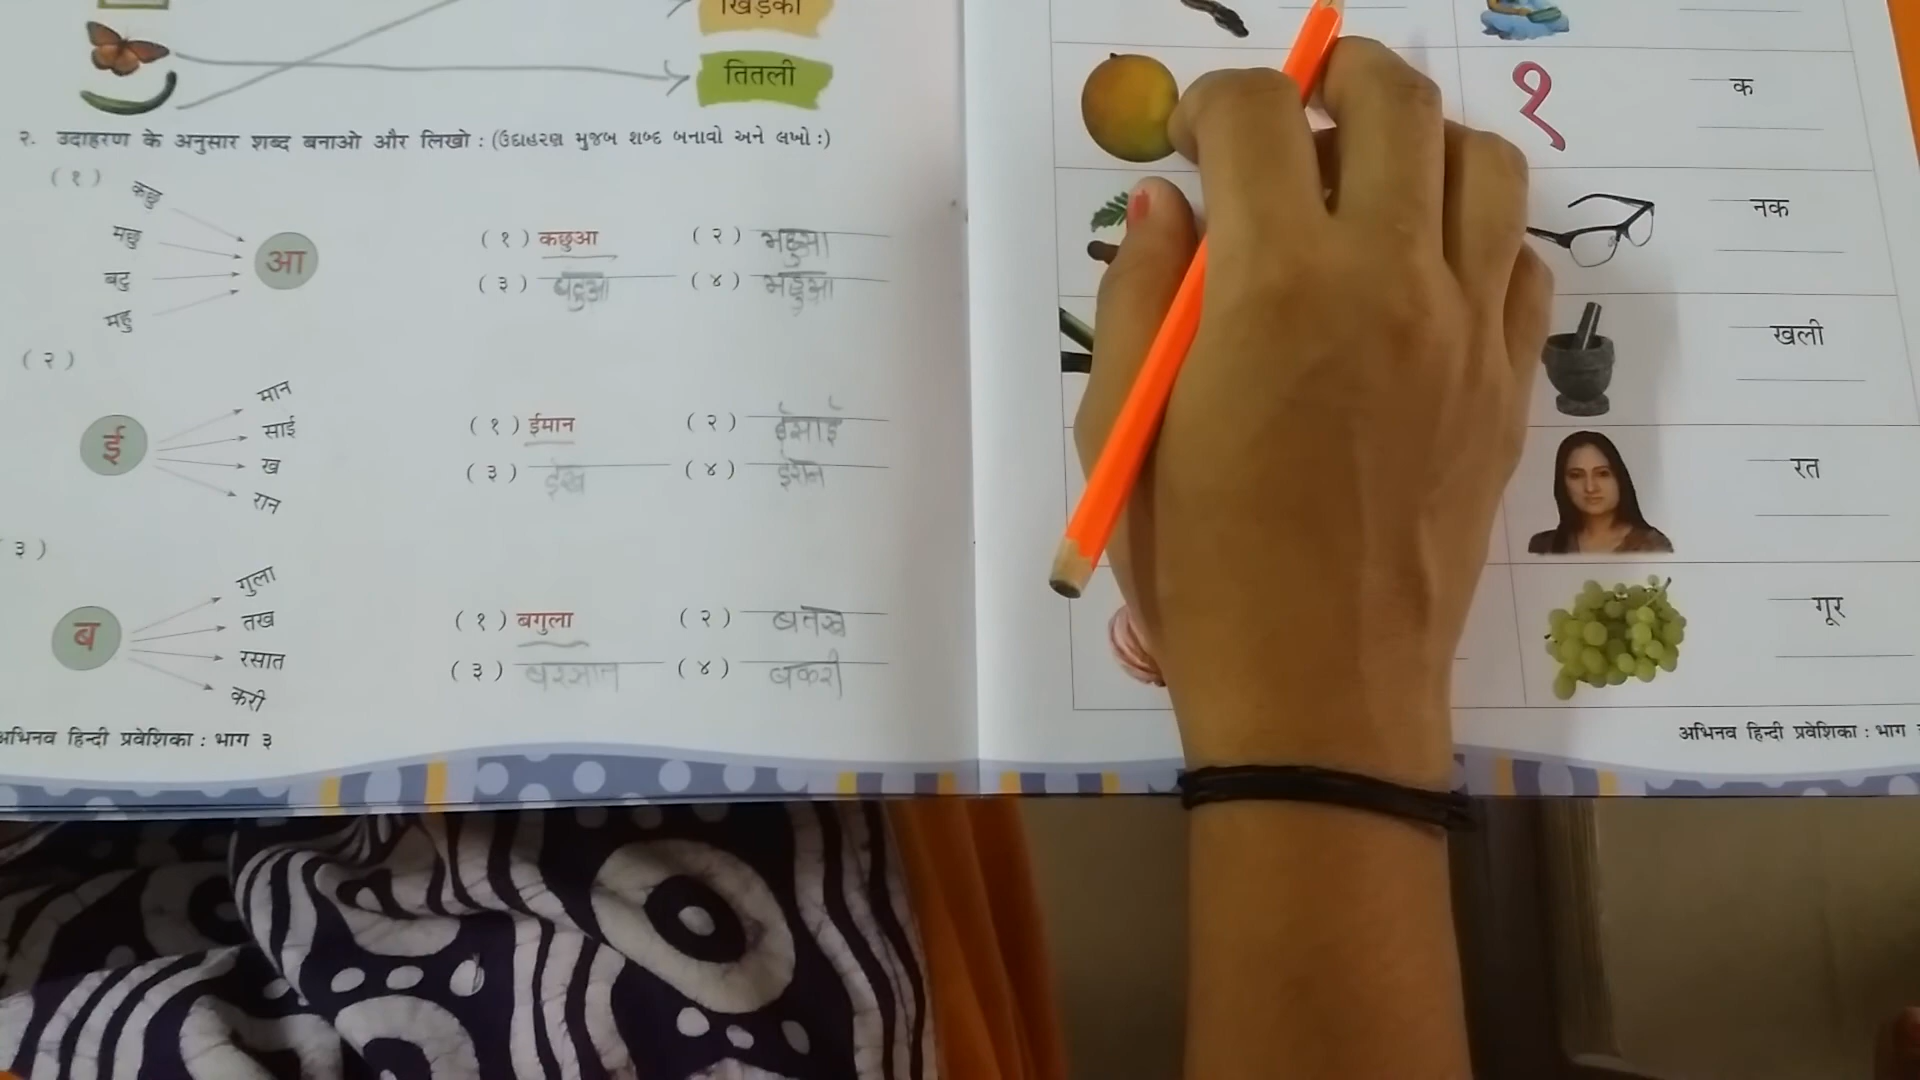 खिड़की
तितली
२. उदाहरण के अनुसार शब्द बनाओ और लिखो : (ઉદાહરણ મુજબ શબ્દ બનાવો અને લખો :)
(१)
कछु
मछु
बटु
महु
आ
(१) कछुआ (२) मछुआ
(३) बटुआ (४) महुआ
(२)
ई
मान
साई
ख
रान
(१) ईमान (२) ईसाई
(३) ईख (४) ईरान
३)
ब
गुला
तख
रसात
करी
(१) बगुला (२) बतख
(३) बरसात (४) बकरी
अभिनव हिन्दी प्रवेशिका : भाग ३
१
क
नक
खली
रत
गूर
अभिनव हिन्दी प्रवेशिका : भाग